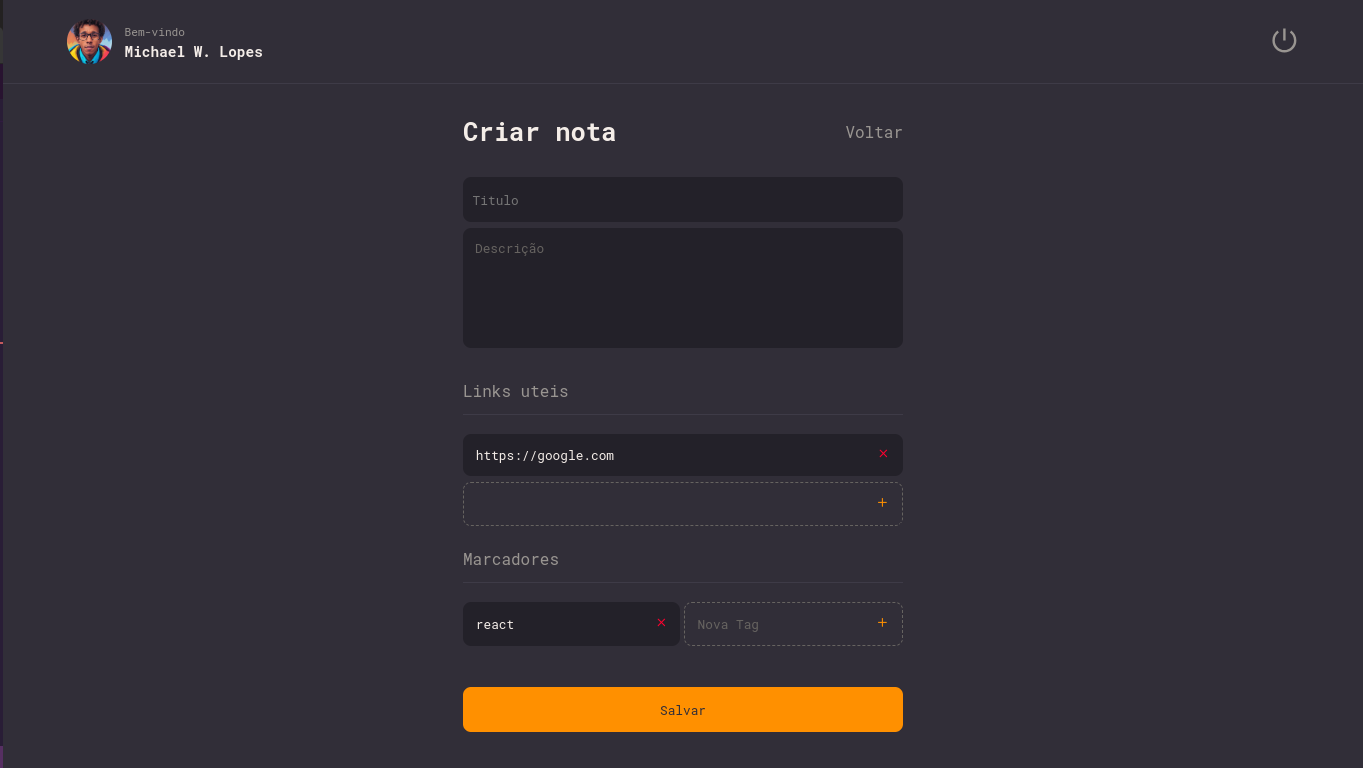 Bem-vindo
Michael W. Lopes
Criar nota
Voltar
Titulo
Descrição
Links uteis
https://google.com
Marcadores
react
Nova Tag
Salvar